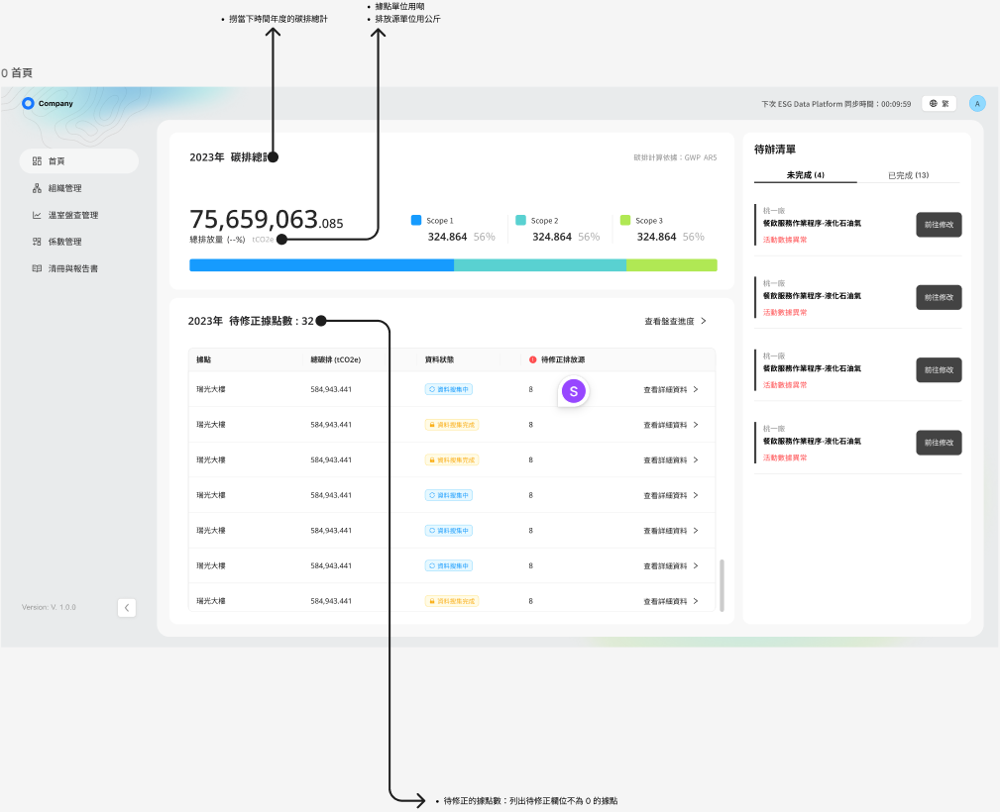 • 撈當下時間年度的碳排總計
• 據點單位用噸
• 排放源單位用公斤
0 首頁
Company
下次 ESG Data Platform 同步時間：00:09:59
繁
A
首頁
組織管理
溫室盤查管理
係數管理
清冊與報告書
Version: V. 1.0.0
2023年 碳排總
碳排計算依據：GWP AR5
75,659,063.085
總排放量 (--%) tCO2e
Scope 1
324.864 56%
Scope 2
324.864 56%
Scope 3
324.864 56%
2023年 待修正據點數：32
查看盤查進度
據點 總碳排 (tCO2e) 資料狀態 待修正排放源
瑞光大樓 584,943.441 資料蒐集中 8 查看詳細資料
S
瑞光大樓 584,943.441 資料蒐集完成 8 查看詳細資料
瑞光大樓 584,943.441 資料蒐集完成 8 查看詳細資料
瑞光大樓 584,943.441 資料蒐集中 8 查看詳細資料
瑞光大樓 584,943.441 資料蒐集中 8 查看詳細資料
瑞光大樓 584,943.441 資料蒐集中 8 查看詳細資料
瑞光大樓 584,943.441 資料蒐集完成 8 查看詳細資料
待辦清單
未完成 (4) 已完成 (13)
桃一廠
餐飲服務作業程序-液化石油氣
活動數據異常
前往修改
桃一廠
餐飲服務作業程序-液化石油氣
活動數據異常
前往修改
桃一廠
餐飲服務作業程序-液化石油氣
活動數據異常
前往修改
桃一廠
餐飲服務作業程序-液化石油氣
活動數據異常
前往修改
• 待修正的據點數：列出待修正欄位不為 0 的據點